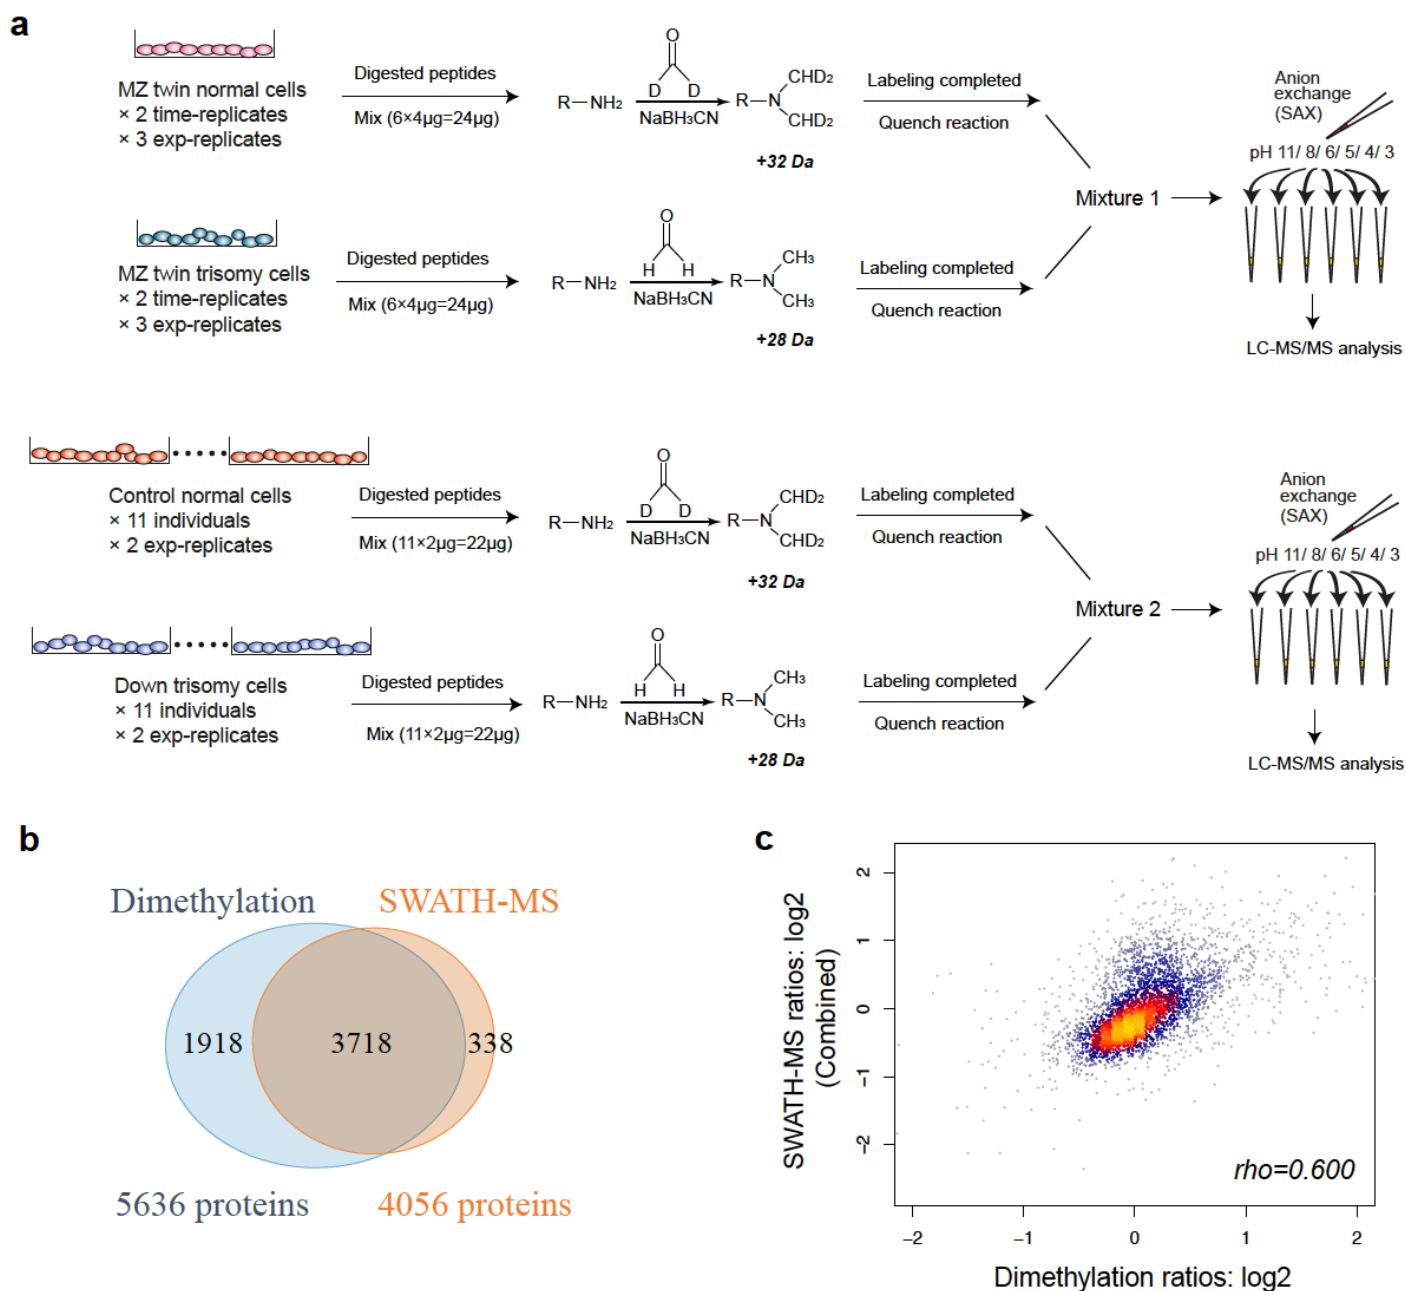 a
MZ twin normal cells
× 2 time-replicates
× 3 exp-replicates
Digested peptides
Mix (6×4µg=24µg)
R—NH₂
O
D D
NaBH₃CN
R—N
CHD₂
CHD₂
+32 Da
Labeling completed
Quench reaction
MZ twin trisomy cells
× 2 time-replicates
× 3 exp-replicates
Digested peptides
Mix (6×4µg=24µg)
R—NH₂
O
H H
NaBH₃CN
R—N
CH₃
CH₃
+28 Da
Labeling completed
Quench reaction
Mixture 1
Anion
exchange
(SAX)
pH 11/ 8/ 6/ 5/ 4/ 3
LC-MS/MS analysis
Control normal cells
× 11 individuals
× 2 exp-replicates
Digested peptides
Mix (11×2µg=22µg)
R—NH₂
O
D D
NaBH₃CN
R—N
CHD₂
CHD₂
+32 Da
Labeling completed
Quench reaction
Down trisomy cells
× 11 individuals
× 2 exp-replicates
Digested peptides
Mix (11×2µg=22µg)
R—NH₂
O
H H
NaBH₃CN
R—N
CH₃
CH₃
+28 Da
Labeling completed
Quench reaction
Mixture 2
Anion
exchange
(SAX)
pH 11/ 8/ 6/ 5/ 4/ 3
LC-MS/MS analysis
b
Dimethylation SWATH-MS
1918 3718 338
5636 proteins 4056 proteins
c
SWATH-MS ratios: log2
(Combined)
2
1
0
−1
−2
rho=0.600
−2 −1 0 1 2
Dimethylation ratios: log2